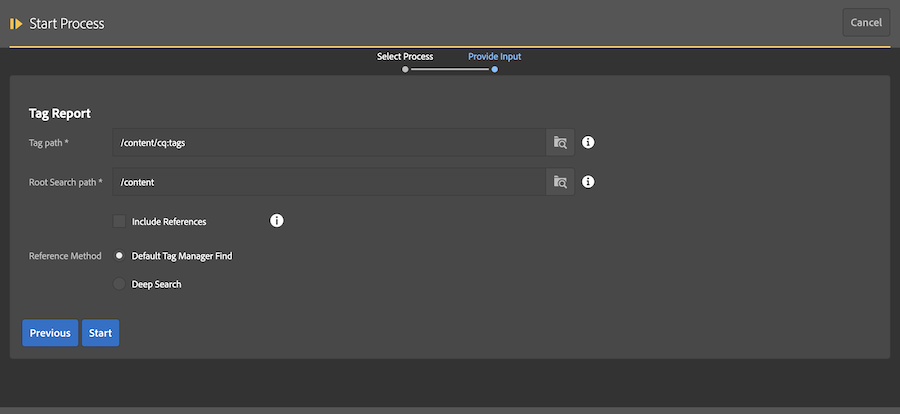 Start Process
Cancel
Select Process
Provide Input
Tag Report
Tag path *
/content/cq:tags
Root Search path *
/content
Include References
Reference Method
Default Tag Manager Find
Deep Search
Previous
Start